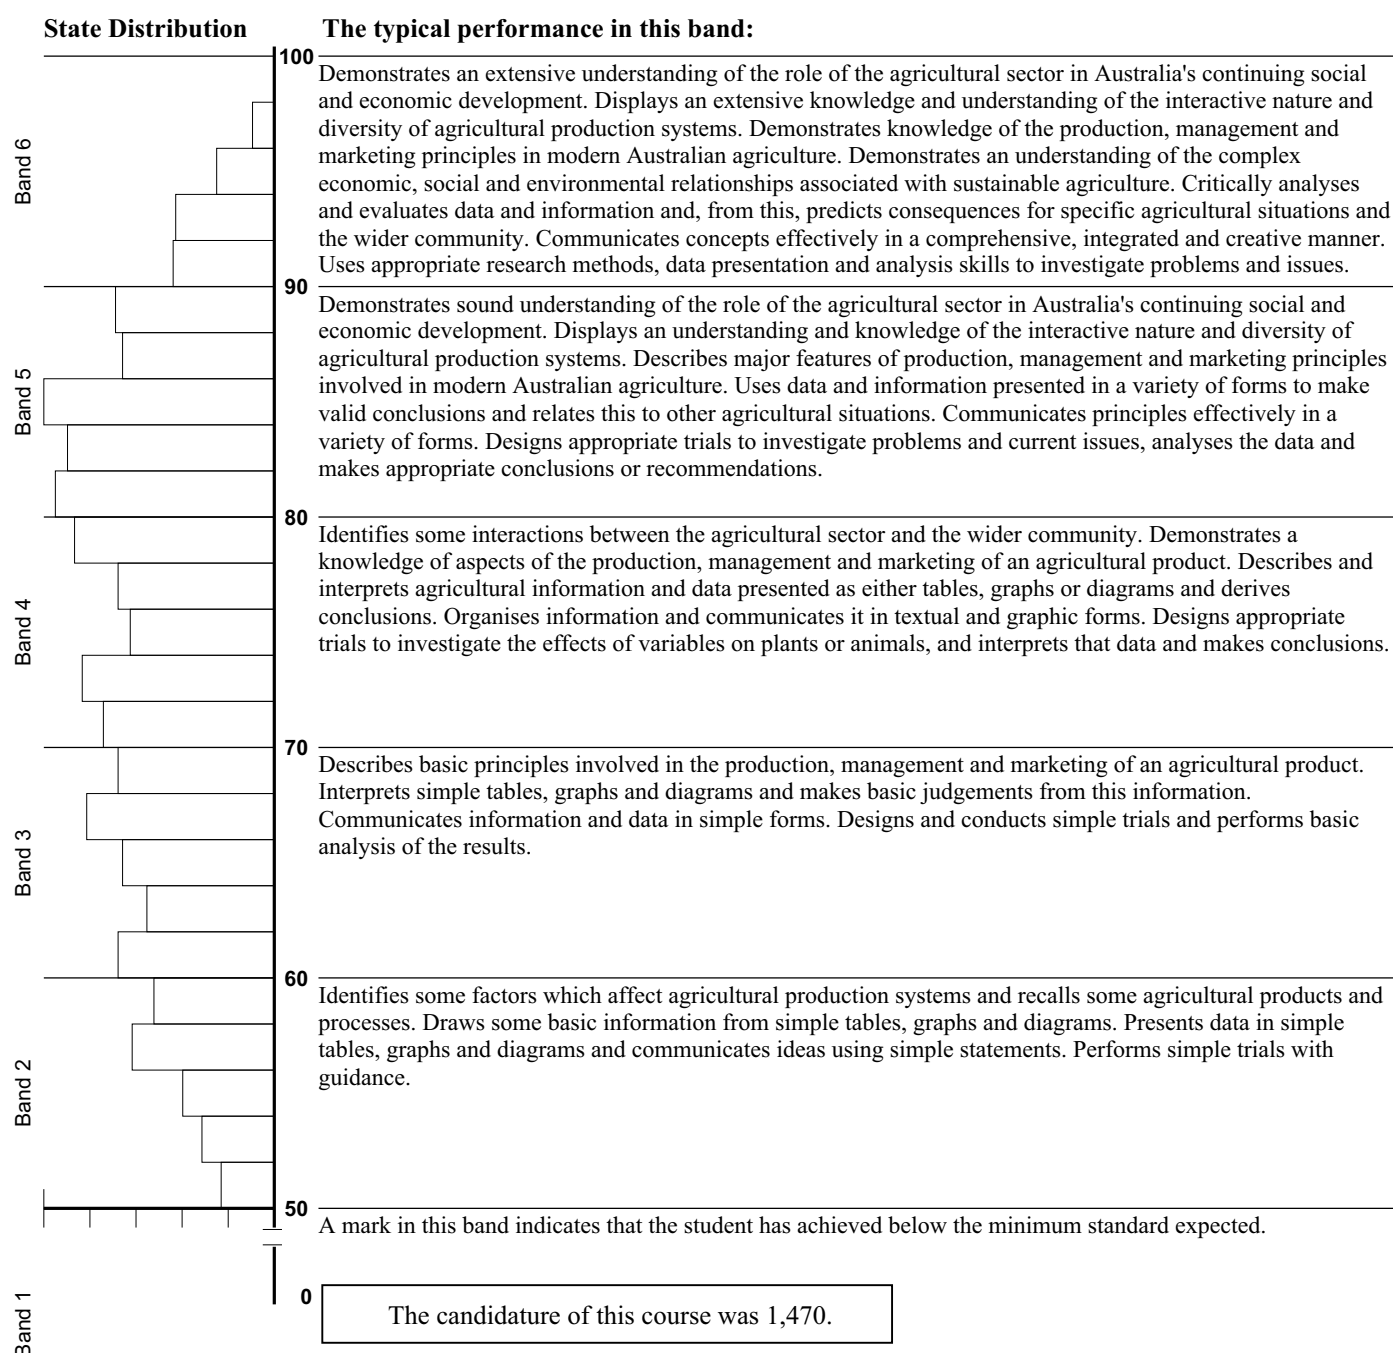 State Distribution
The typical performance in this band:
100
Band 6
Demonstrates an extensive understanding of the role of the agricultural sector in Australia's continuing social
and economic development. Displays an extensive knowledge and understanding of the interactive nature and
diversity of agricultural production systems. Demonstrates knowledge of the production, management and
marketing principles in modern Australian agriculture. Demonstrates an understanding of the complex
economic, social and environmental relationships associated with sustainable agriculture. Critically analyses
and evaluates data and information and, from this, predicts consequences for specific agricultural situations and
the wider community. Communicates concepts effectively in a comprehensive, integrated and creative manner.
Uses appropriate research methods, data presentation and analysis skills to investigate problems and issues.
90
Band 5
Demonstrates sound understanding of the role of the agricultural sector in Australia's continuing social and
economic development. Displays an understanding and knowledge of the interactive nature and diversity of
agricultural production systems. Describes major features of production, management and marketing principles
involved in modern Australian agriculture. Uses data and information presented in a variety of forms to make
valid conclusions and relates this to other agricultural situations. Communicates principles effectively in a
variety of forms. Designs appropriate trials to investigate problems and current issues, analyses the data and
makes appropriate conclusions or recommendations.
80
Band 4
Identifies some interactions between the agricultural sector and the wider community. Demonstrates a
knowledge of aspects of the production, management and marketing of an agricultural product. Describes and
interprets agricultural information and data presented as either tables, graphs or diagrams and derives
conclusions. Organises information and communicates it in textual and graphic forms. Designs appropriate
trials to investigate the effects of variables on plants or animals, and interprets that data and makes conclusions.
70
Band 3
Describes basic principles involved in the production, management and marketing of an agricultural product.
Interprets simple tables, graphs and diagrams and makes basic judgements from this information.
Communicates information and data in simple forms. Designs and conducts simple trials and performs basic
analysis of the results.
60
Band 2
Identifies some factors which affect agricultural production systems and recalls some agricultural products and
processes. Draws some basic information from simple tables, graphs and diagrams. Presents data in simple
tables, graphs and diagrams and communicates ideas using simple statements. Performs simple trials with
guidance.
50
A mark in this band indicates that the student has achieved below the minimum standard expected.
Band 1
0
The candidature of this course was 1,470.